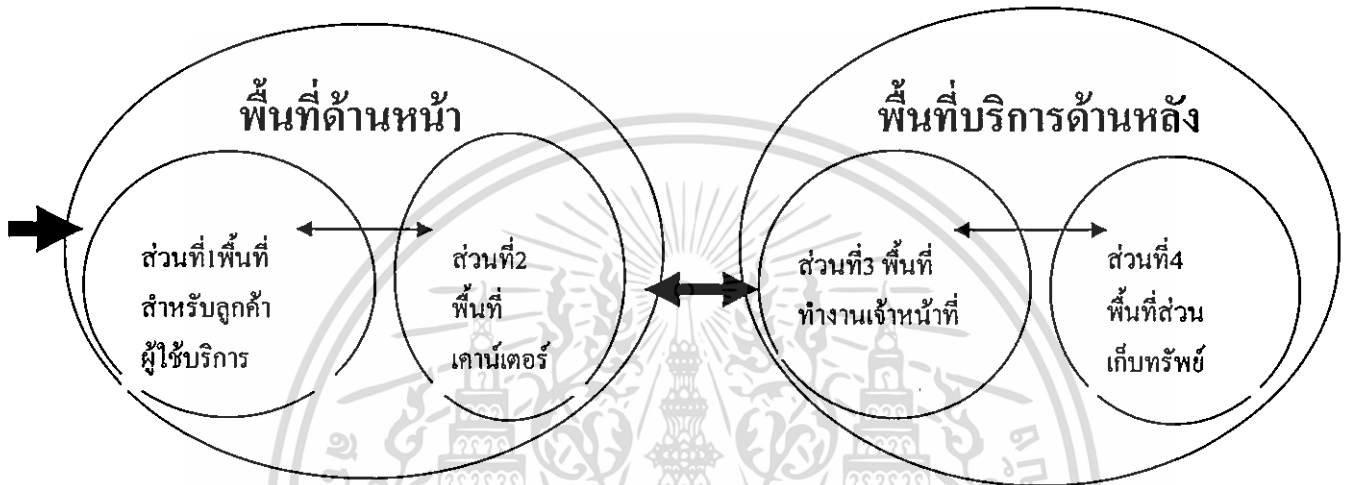 พื้นที่ด้านหน้า
ส่วนที่1พื้นที่
สำหรับลูกค้า
ผู้ใช้บริการ
ส่วนที่2
พื้นที่
เคาน์เตอร์
พื้นที่บริการด้านหลัง
ส่วนที่3 พื้นที่
ทำงานเจ้าหน้าที่
ส่วนที่4
พื้นที่ส่วน
เก็บทรัพย์